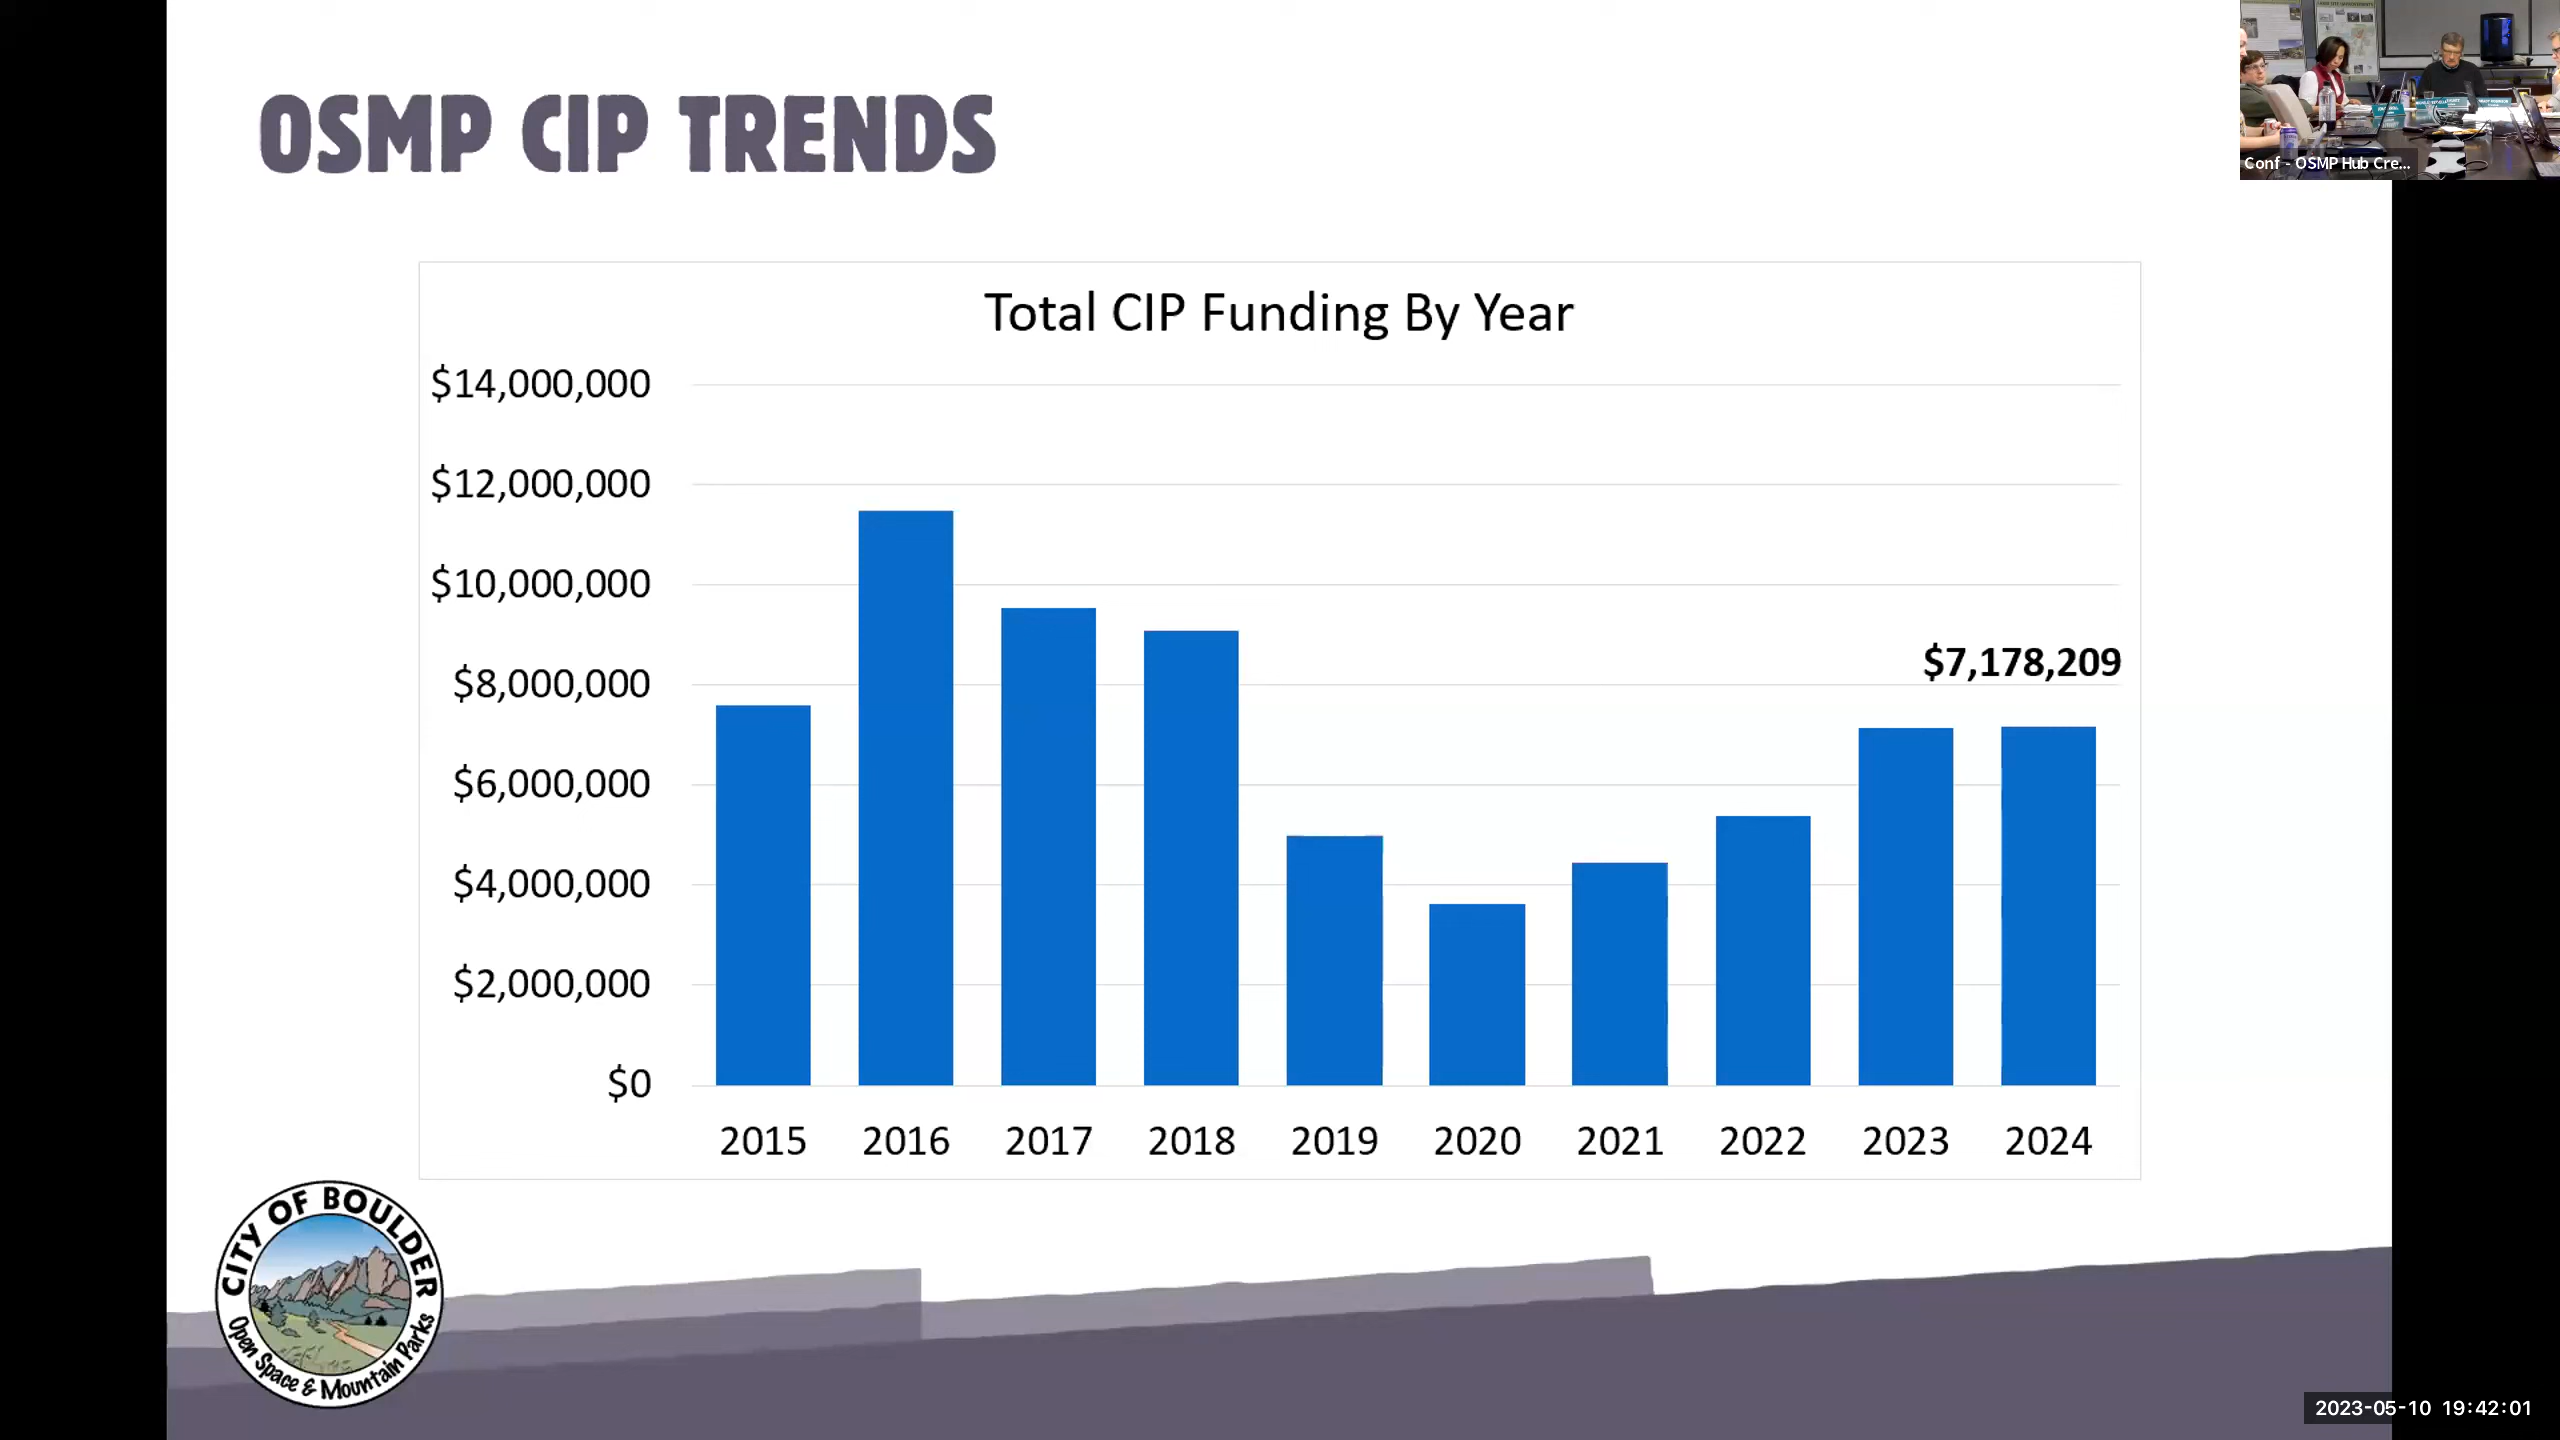 OSMP CIP TRENDS
Conf - OSMP Hub Cre...
Total CIP Funding By Year
$14,000,000
$12,000,000
$10,000,000
$8,000,000
$6,000,000
$4,000,000
$2,000,000
$0
$7,178,209
2015 2016 2017 2018 2019 2020 2021 2022 2023 2024
CITY OF BOULDER
Open Space & Mountain Parks
2023-05-10 19:42:01